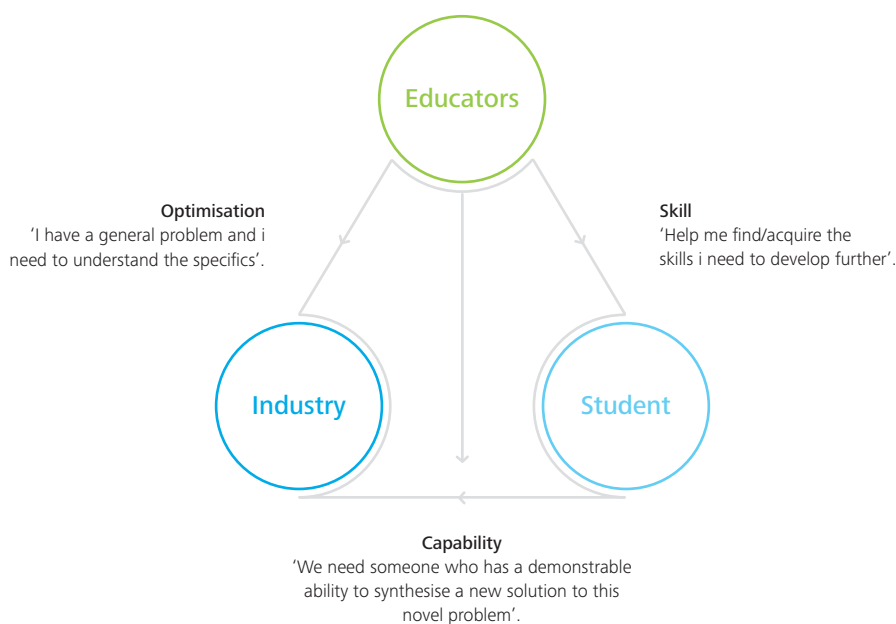 Educators
Optimisation
'I have a general problem and i
need to understand the specifics'.
Skill
'Help me find/acquire the
skills i need to develop further'.
Industry
Student
Capability
'We need someone who has a demonstrable
ability to synthesise a new solution to this
novel problem'.